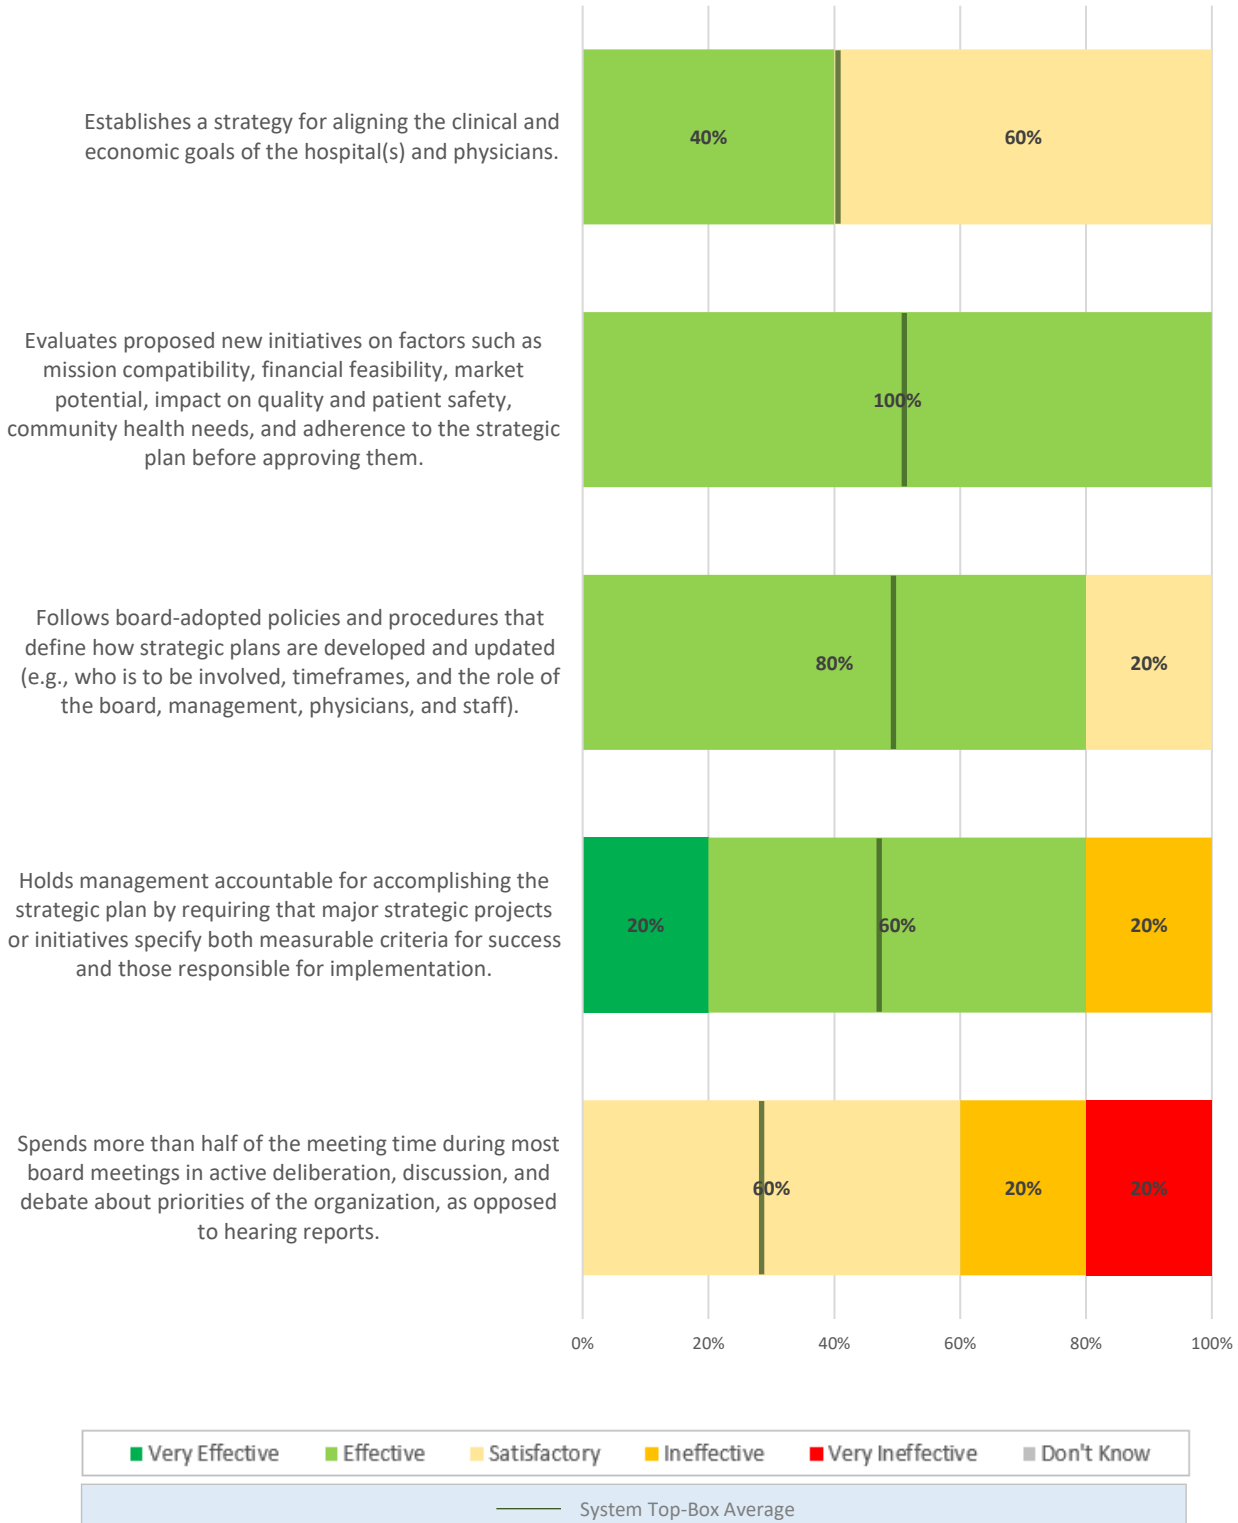 Establishes a strategy for aligning the clinical and
economic goals of the hospital(s) and physicians.
40%
60%
Evaluates proposed new initiatives on factors such as
mission compatibility, financial feasibility, market
potential, impact on quality and patient safety,
community health needs, and adherence to the strategic
plan before approving them.
100%
Follows board-adopted policies and procedures that
define how strategic plans are developed and updated
(e.g., who is to be involved, timeframes, and the role of
the board, management, physicians, and staff).
80%
20%
Holds management accountable for accomplishing the
strategic plan by requiring that major strategic projects
or initiatives specify both measurable criteria for success
and those responsible for implementation.
20%
60%
20%
Spends more than half of the meeting time during most
board meetings in active deliberation, discussion, and
debate about priorities of the organization, as opposed
to hearing reports.
60%
20%
20%
0% 20% 40% 60% 80% 100%
Very Effective Effective Satisfactory Ineffective Very Ineffective Don't Know
System Top-Box Average